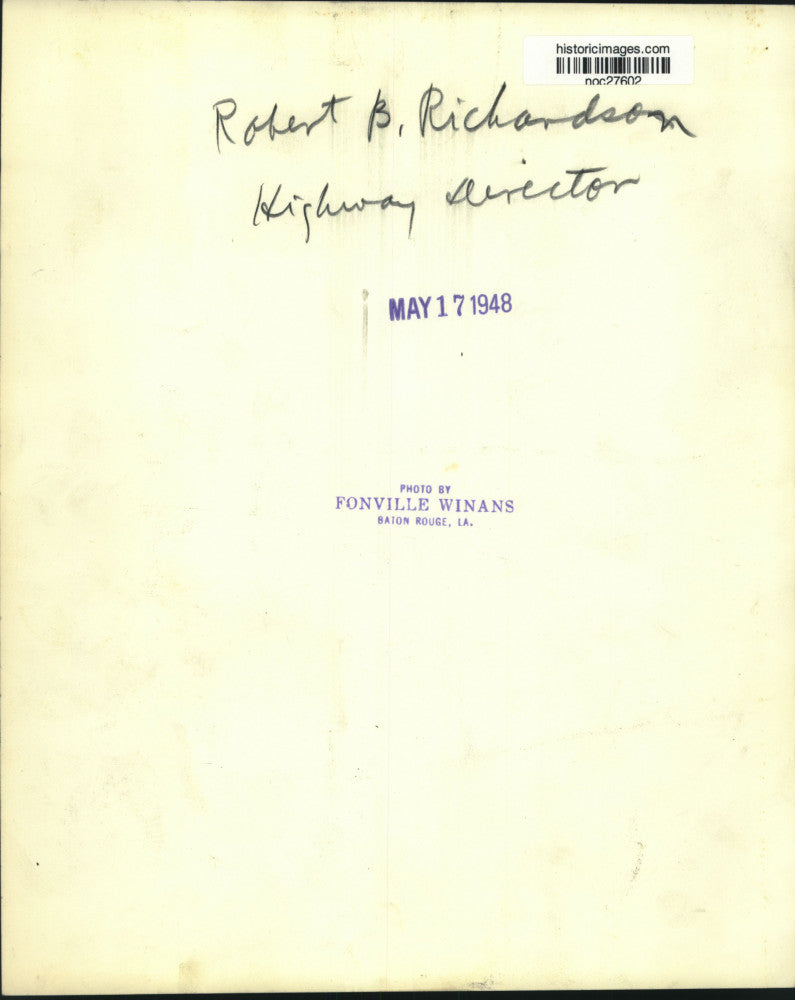 historicimages.com
noc27602
Robert B. Richardson
Highway Director
MAY 17 1948
PHOTO BY
FONVILLE WINANS
BATON ROUGE, LA.